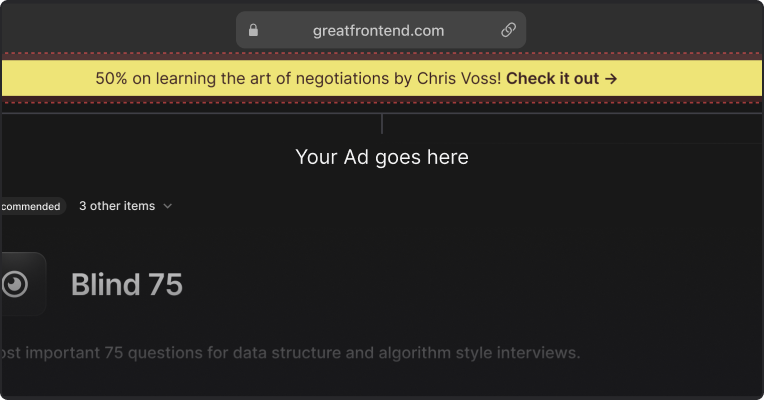 greatfrontend.com
50% on learning the art of negotiations by Chris Voss! Check it out →
Your Ad goes here
commended 3 other items
Blind 75
ost important 75 questions for data structure and algorithm style interviews.